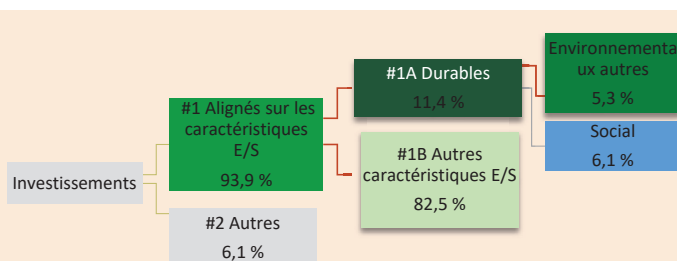 Investissements
#1 Alignés sur les
caractéristiques
E/S
93,9 %
#2 Autres
6,1 %
#1A Durables
11,4 %
#1B Autres
caractéristiques E/S
82,5 %
Environnementa
ux autres
5,3 %
Social
6,1 %